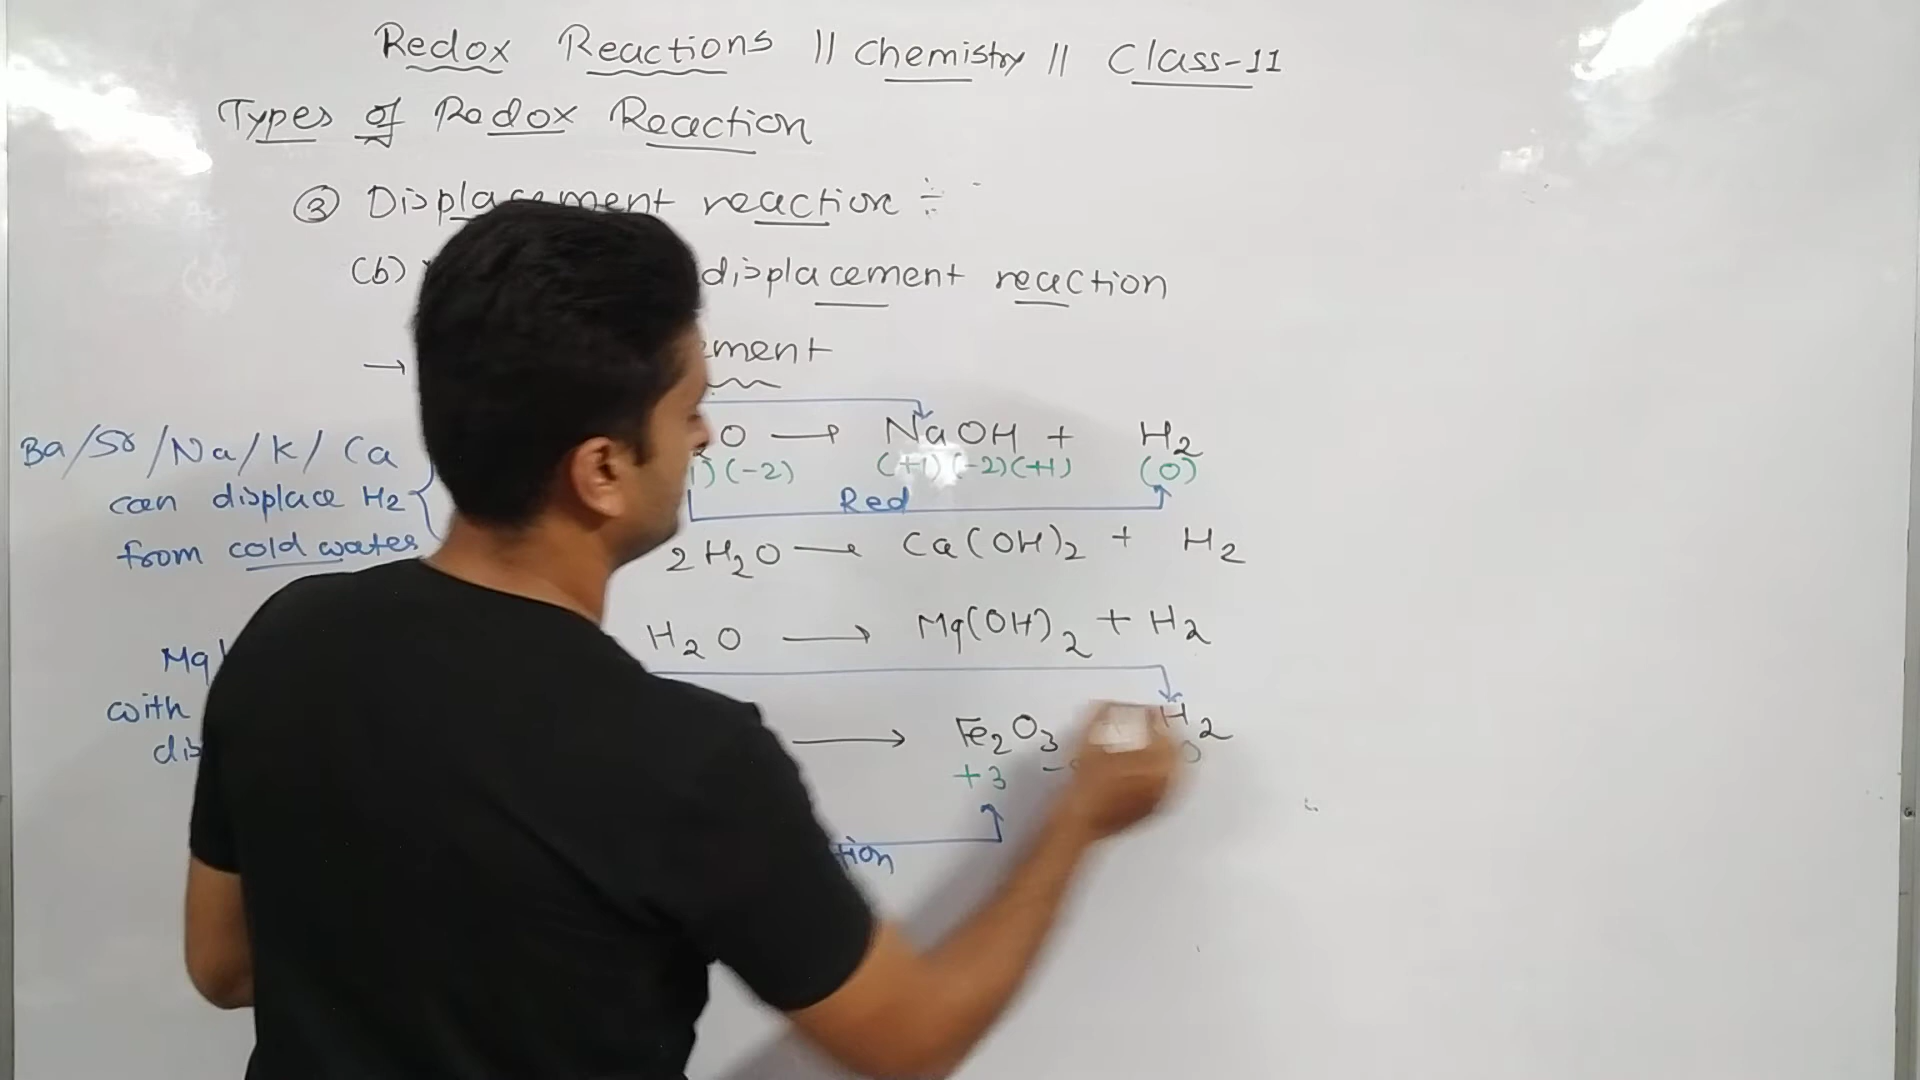 Redox Reactions || Chemistry || Class-11
Types of Redox Reaction
③ Displacement reaction ÷
(b) displacement reaction
→ ement
Ba/Sr/Na/K/Ca
O → NaOH + H₂
1)(-2) (+1)(-2)(+1) (0)
can displace H₂
Red
from cold water
2H₂O → Ca(OH)₂ + H₂
H₂O → Mg(OH)₂ + H₂
Mg
with
→ Fe₂O₃ H₂
dis
+3 0
tion